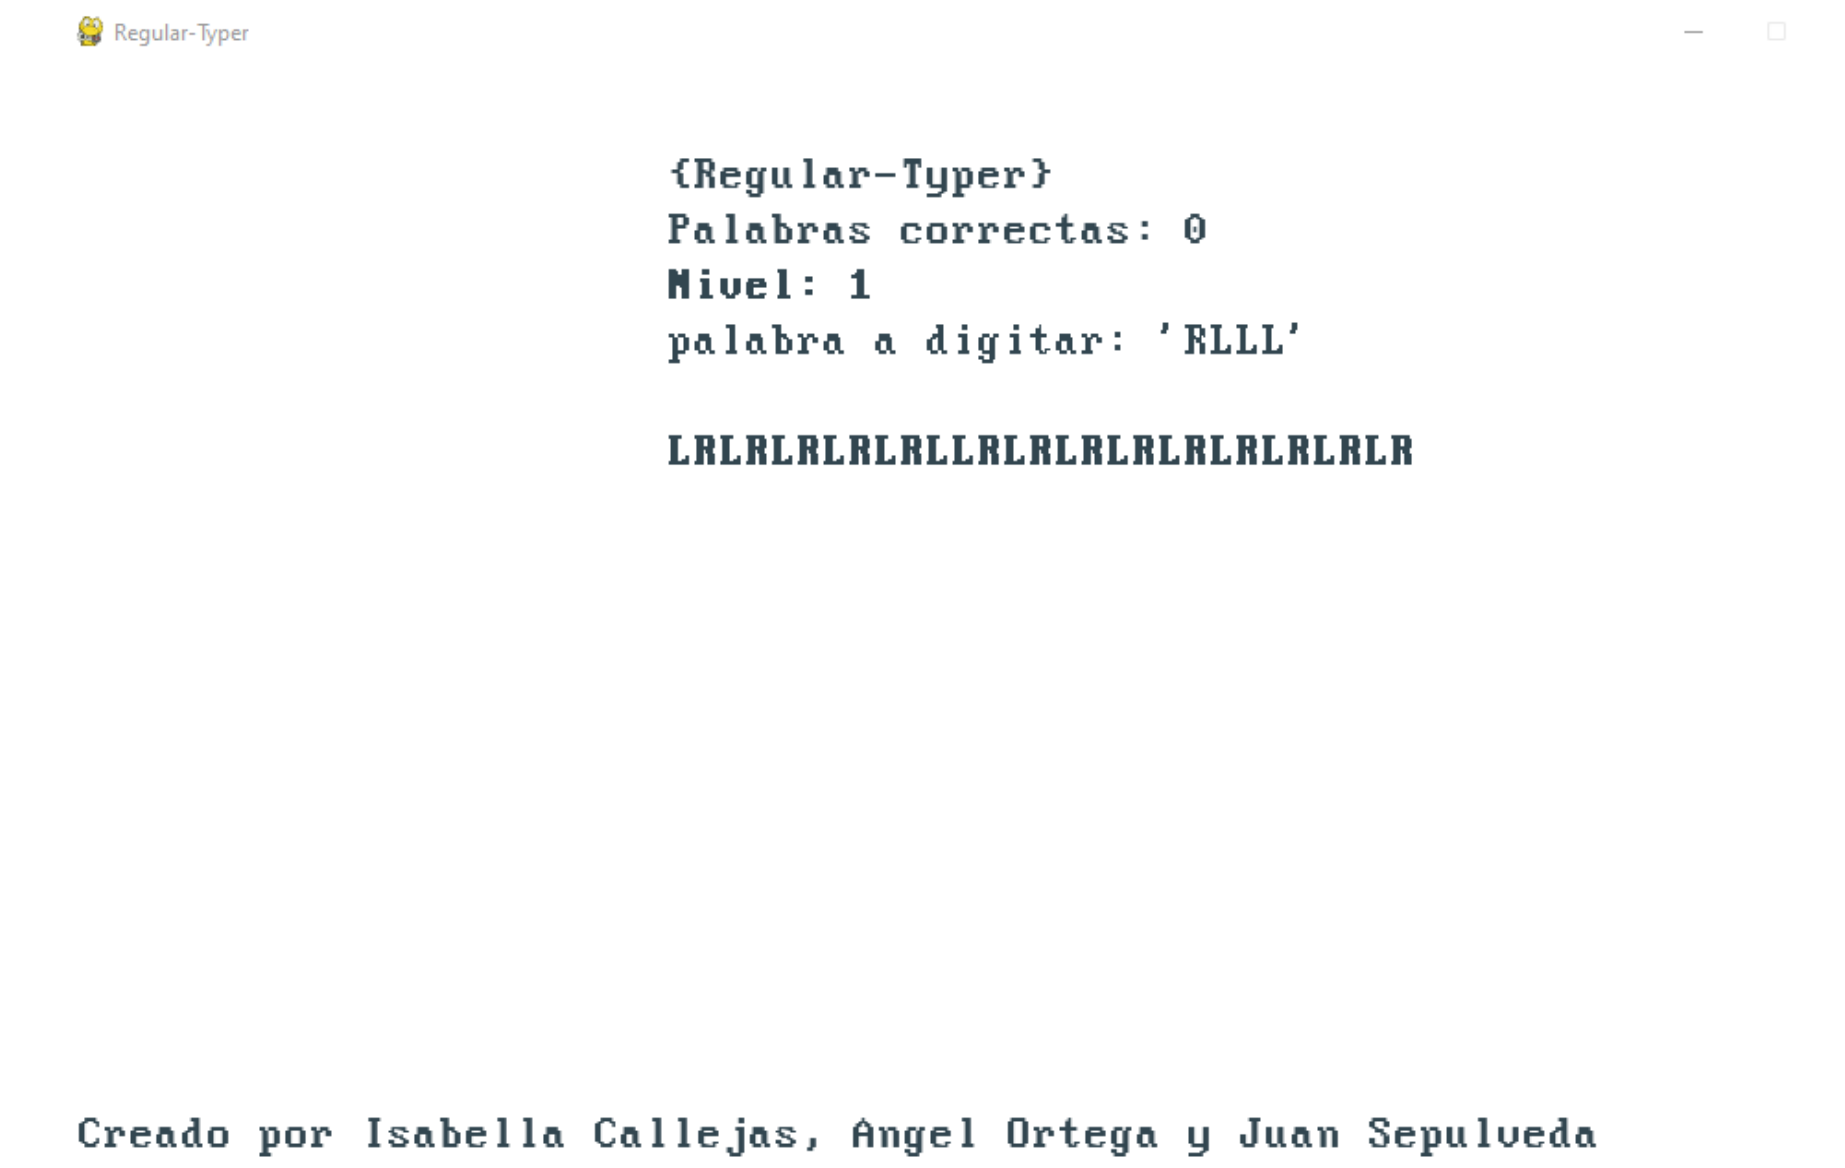 Regular-Typer
{Regular-Typer}
Palabras correctas: 0
Nivel: 1
palabra a digitar: 'RLLL'
LRLRLRLRLRLLRLRLRLRLRLRLRLRLR
Creado por Isabella Callejas, Angel Ortega y Juan Sepulveda